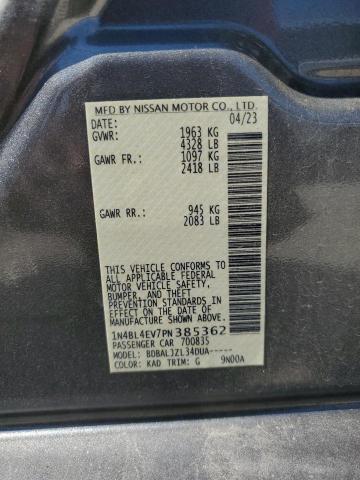 MFD BY NISSAN MOTOR CO., LTD.
DATE: 04/23
GVWR: 1963 KG
4328 LB
GAWR FR: 1097 KG
2418 LB
GAWR RR: 945 KG
2083 LB
THIS VEHICLE CONFORMS TO
ALL APPLICABLE FEDERAL
MOTOR VEHICLE SAFETY,
BUMPER, AND THEFT
PREVENTION STANDARDS IN
EFFECT ON THE DATE OF
MANUFACTURE SHOWN ABOVE.
1N4BL4EV7PN385362
PASSENGER CAR 700835
MODEL: BDBALJZL34DUA-----
COLOR: KAD TRIM: G 9N00A